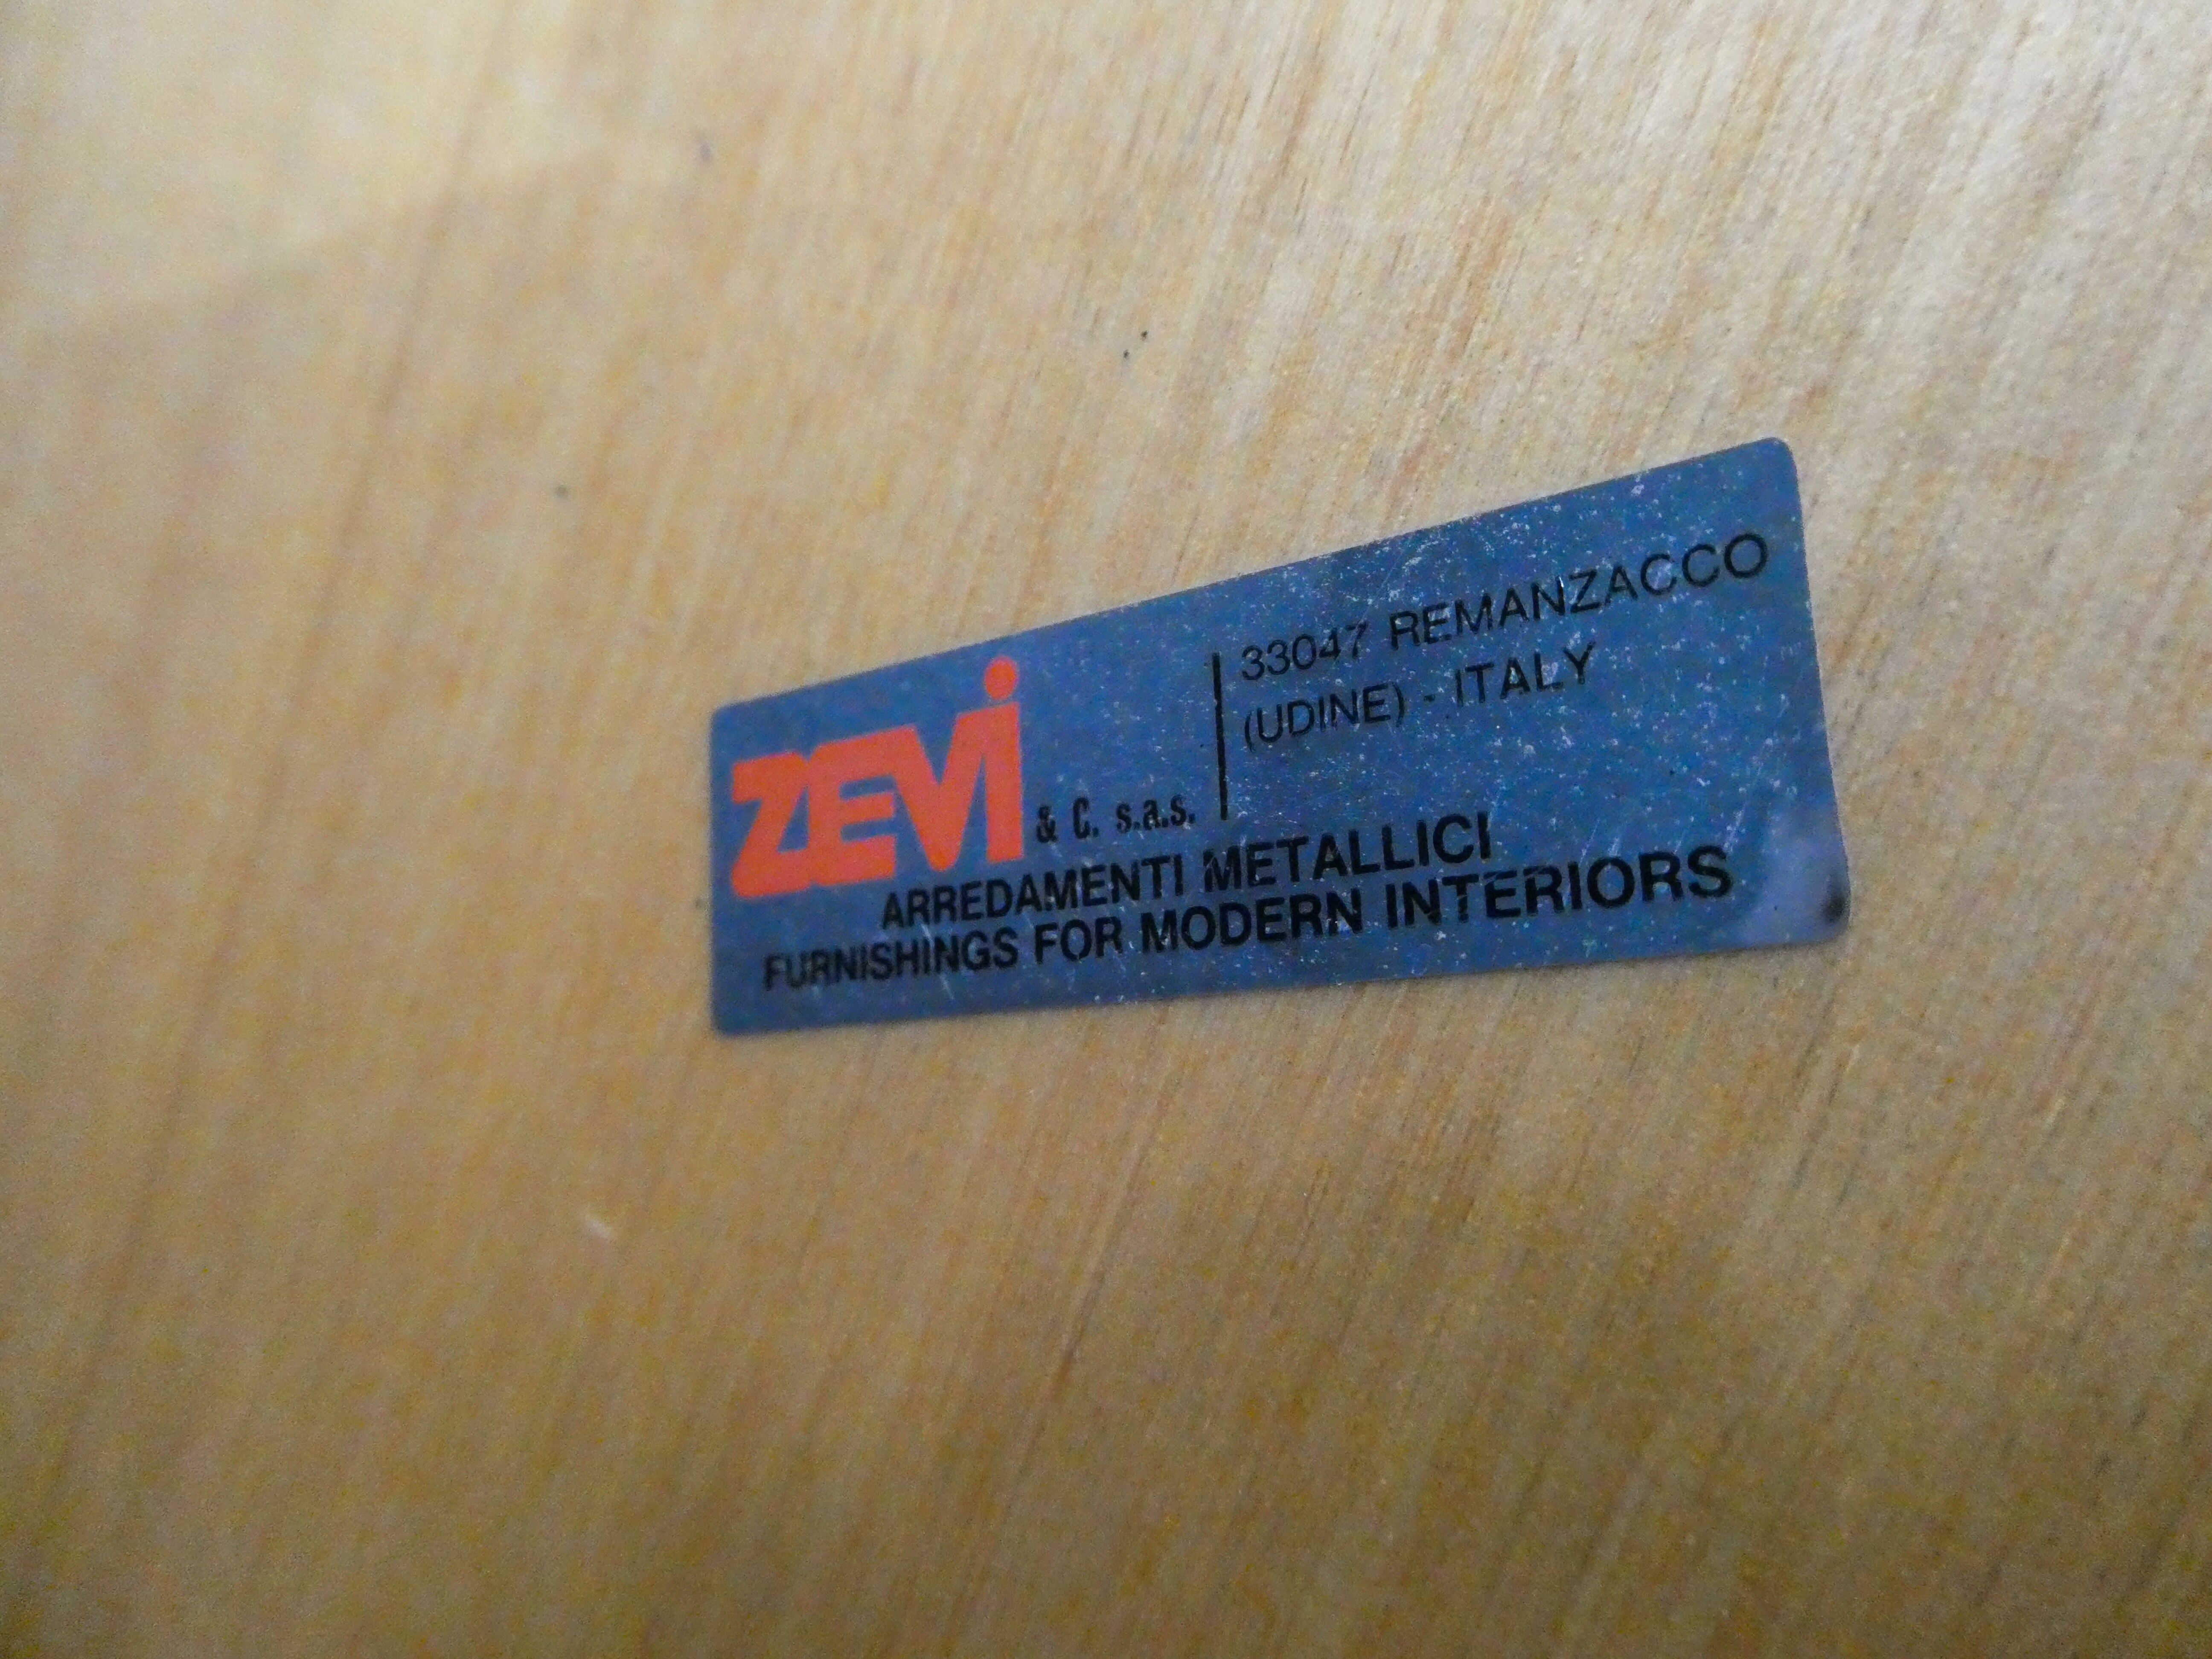 ZEVi & C. s.a.s.
33047 REMANZACCO
(UDINE) - ITALY
ARREDAMENTI METALLICI
FURNISHINGS FOR MODERN INTERIORS